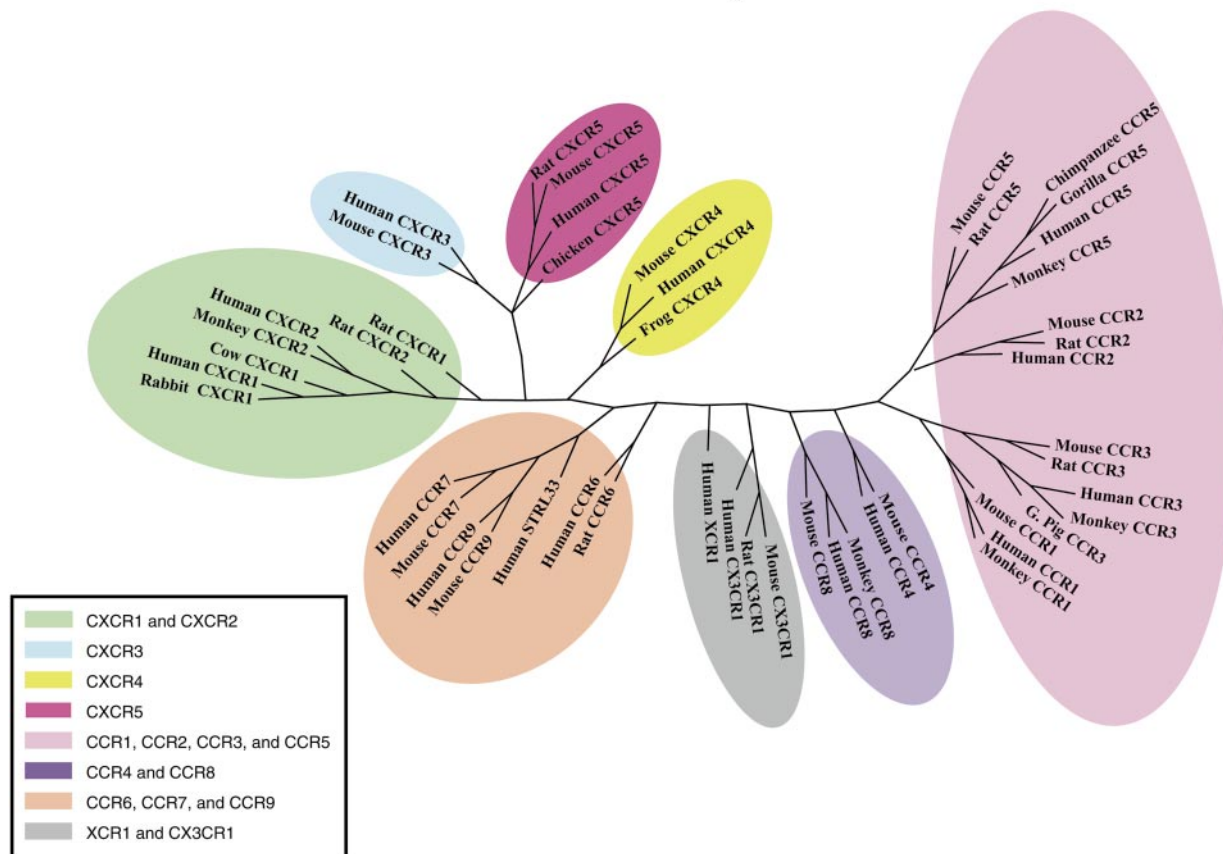 Human CXCR3
Mouse CXCR3
Rat CXCR5
Mouse CXCR5
Human CXCR5
Chicken CXCR5
Mouse CXCR4
Human CXCR4
Frog CXCR4
Human CXCR2
Monkey CXCR2
Rat CXCR1
Rat CXCR2
Cow CXCR1
Human CXCR1
Rabbit CXCR1
Mouse CCR5
Rat CCR5
Chimpanzee CCR5
Gorilla CCR5
Human CCR5
Monkey CCR5
Mouse CCR2
Rat CCR2
Human CCR2
Mouse CCR3
Rat CCR3
Human CCR3
Monkey CCR3
G. Pig CCR3
Mouse CCR1
Human CCR1
Monkey CCR1
Human CCR7
Mouse CCR7
Human CCR9
Mouse CCR9
Human STRL33
Human CCR6
Rat CCR6
Human XCR1
Human CX3CR1
Rat CX3CR1
Mouse CX3CR1
Mouse CCR8
Human CCR8
Monkey CCR8
Human CCR4
Mouse CCR4
CXCR1 and CXCR2
CXCR3
CXCR4
CXCR5
CCR1, CCR2, CCR3, and CCR5
CCR4 and CCR8
CCR6, CCR7, and CCR9
XCR1 and CX3CR1